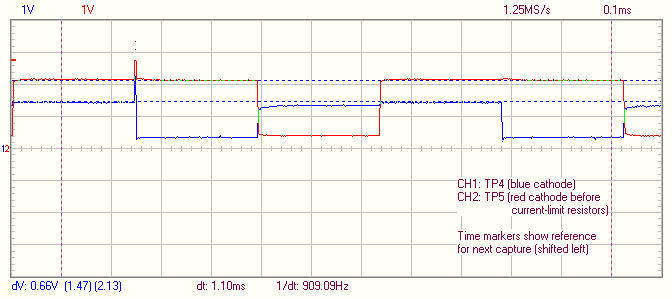 1V 1V 1.25MS/s 0.1ms
12
CH1: TP4 (blue cathode)
CH2: TP5 (red cathode before
current-limit resistors)
Time markers show reference
for next capture (shifted left)
dV: 0.66V (1.47) (2.13) dt: 1.10ms 1/dt: 909.09Hz